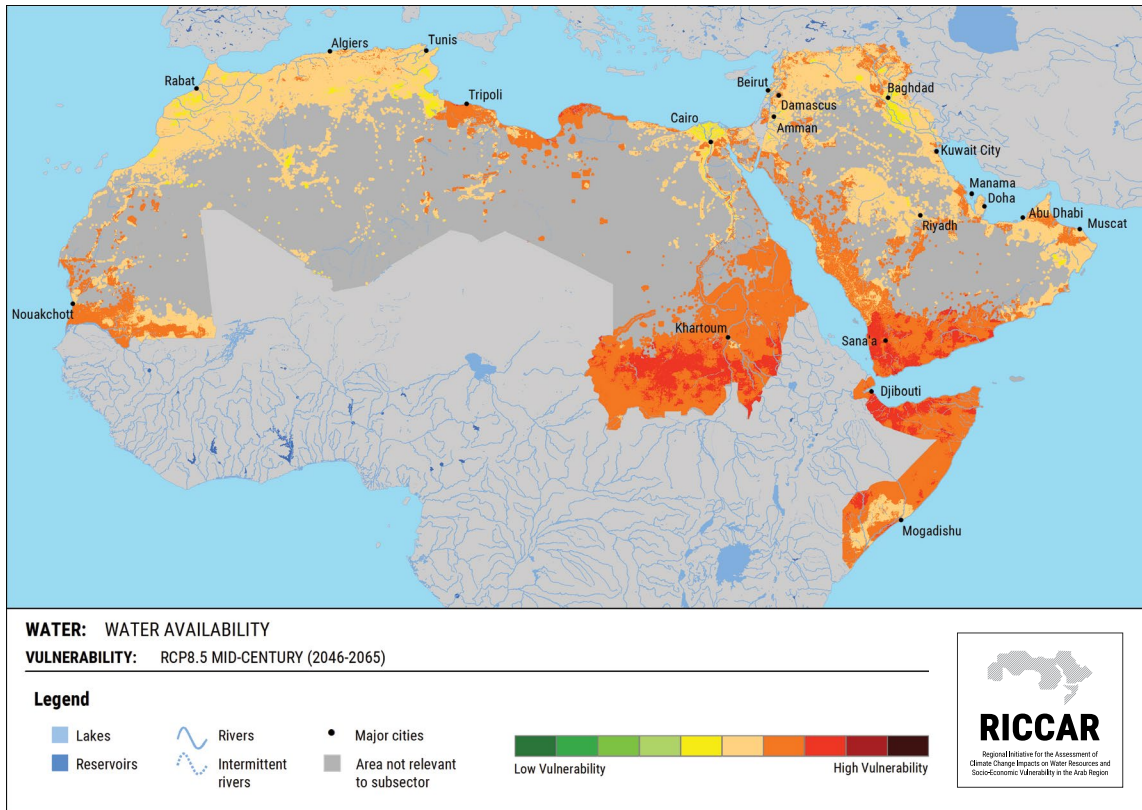 Algiers
Tunis
Rabat
Tripoli
Beirut
Baghdad
Damascus
Cairo
Amman
Kuwait City
Manama
Doha
Abu Dhabi
Riyadh
Muscat
Nouakchott
Khartoum
Sana'a
Djibouti
Mogadishu
WATER: WATER AVAILABILITY
VULNERABILITY: RCP8.5 MID-CENTURY (2046-2065)
Legend
Lakes
Reservoirs
Rivers
Intermittent
rivers
Major cities
Area not relevant
to subsector
Low Vulnerability
High Vulnerability
RICCAR
Regional Initiative for the Assessment of
Climate Change Impacts on Water Resources and
Socio-Economic Vulnerability in the Arab Region